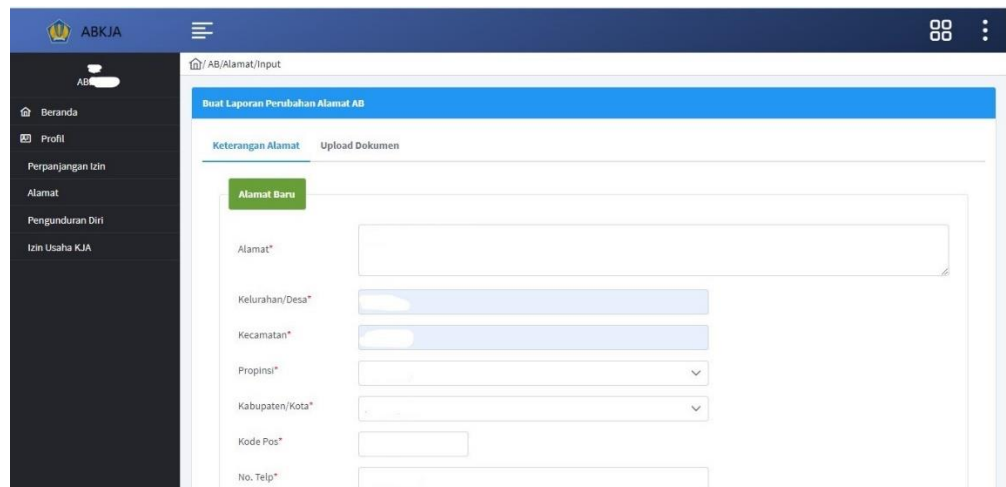 ABKJA
AB
Beranda
Profil
Perpanjangan Izin
Alamat
Pengunduran Diri
Izin Usaha KJA
/ AB/Alamat/Input
Buat Laporan Perubahan Alamat AB
Keterangan Alamat Upload Dokumen
Alamat Baru
Alamat*
Kelurahan/Desa*
Kecamatan*
Propinsi*
Kabupaten/Kota*
Kode Pos*
No. Telp*